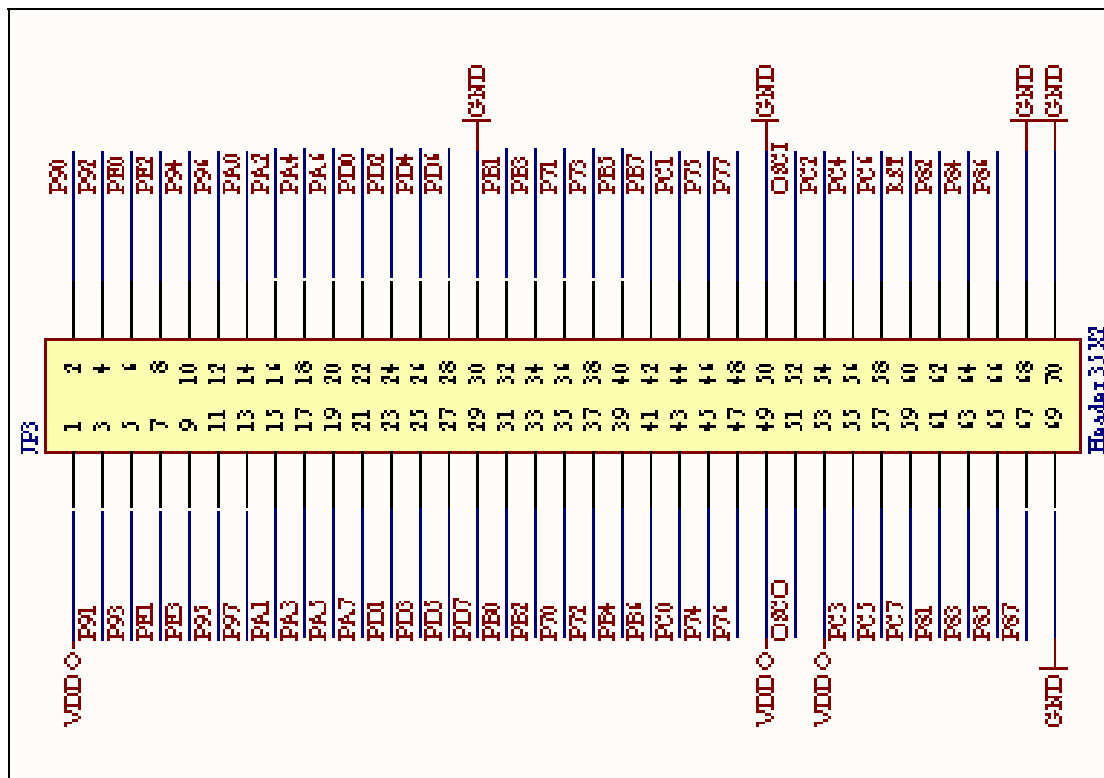 GND
GND
GND
GND
P90
P92
PE0
PE2
P94
P96
PA0
PA2
PA4
PA6
PD0
PD2
PD4
PD6
PB1
PB3
P71
P73
PB5
PB7
PC1
P75
P77
OSCI
PC2
PC4
PC6
RST
P82
P84
P86
2
4
6
8
10
12
14
16
18
20
22
24
26
28
30
32
34
36
38
40
42
44
46
48
50
52
54
56
58
60
62
64
66
68
70
1
3
5
7
9
11
13
15
17
19
21
23
25
27
29
31
33
35
37
39
41
43
45
47
49
51
53
55
57
59
61
63
65
67
69
JP3
Header 35X2
P91
P93
PE1
PE3
P95
P97
PA1
PA3
PA5
PA7
PD1
PD3
PD5
PD7
PB0
PB2
P70
P72
PB4
PB6
PC0
P74
P76
OSCO
PC3
PC5
PC7
P81
P83
P85
P87
VDD
VDD
VDD
GND